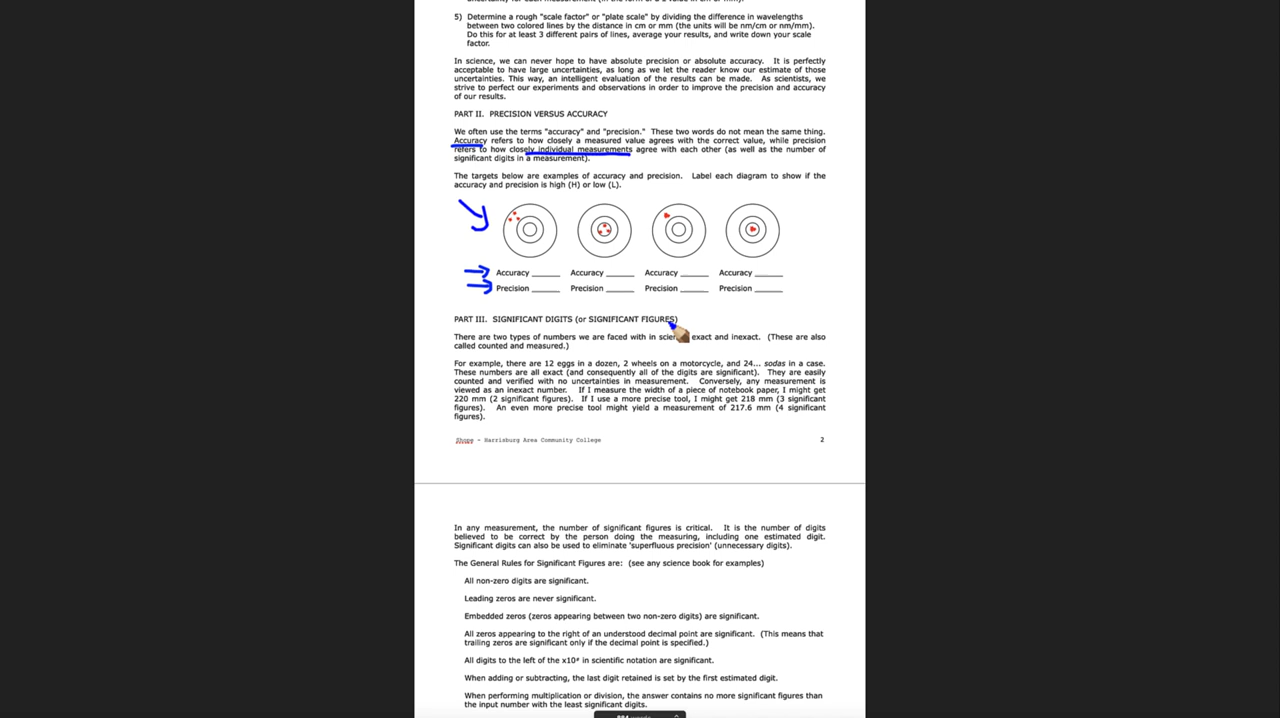 5) Determine a rough "scale factor" or "plate scale" by dividing the difference in wavelengths
between two colored lines by the distance in cm or mm (the units will be nm/cm or nm/mm).
Do this for at least 3 different pairs of lines, average your results, and write down your scale
factor.
In science, we can never hope to have absolute precision or absolute accuracy. It is perfectly
acceptable to have large uncertainties, as long as we let the reader know our estimate of those
uncertainties. This way, an intelligent evaluation of the results can be made. As scientists, we
strive to perfect our experiments and observations in order to improve the precision and accuracy
of our results.
PART II. PRECISION VERSUS ACCURACY
We often use the terms "accuracy" and "precision." These two words do not mean the same thing.
Accuracy refers to how closely a measured value agrees with the correct value, while precision
refers to how closely individual measurements agree with each other (as well as the number of
significant digits in a measurement).
The targets below are examples of accuracy and precision. Label each diagram to show if the
accuracy and precision is high (H) or low (L).
Accuracy ______ Accuracy ______ Accuracy ______ Accuracy ______
Precision ______ Precision ______ Precision ______ Precision ______
PART III. SIGNIFICANT DIGITS (or SIGNIFICANT FIGURES)
There are two types of numbers we are faced with in exact and inexact. (These are also
called counted and measured.)
For example, there are 12 eggs in a dozen, 2 wheels on a motorcycle, and 24... sodas in a case.
These numbers are all exact (and consequently all of the digits are significant). They are easily
counted and verified with no uncertainties in measurement. Conversely, any measurement is
viewed as an inexact number. If I measure the width of a piece of notebook paper, I might get
220 mm (2 significant figures). If I use a more precise tool, I might get 218 mm (3 significant
figures). An even more precise tool might yield a measurement of 217.6 mm (4 significant
figures).
Shope – Harrisburg Area Community College 2
In any measurement, the number of significant figures is critical. It is the number of digits
believed to be correct by the person doing the measuring, including one estimated digit.
Significant digits can also be used to eliminate 'superfluous precision' (unnecessary digits).
The General Rules for Significant Figures are: (see any science book for examples)
All non-zero digits are significant.
Leading zeros are never significant.
Embedded zeros (zeros appearing between two non-zero digits) are significant.
All zeros appearing to the right of an understood decimal point are significant. (This means that
trailing zeros are significant only if the decimal point is specified.)
All digits to the left of the in scientific notation are significant.
When adding or subtracting, the last digit retained is set by the first estimated digit.
When performing multiplication or division, the answer contains no more significant figures than
the input number with the least significant digits.